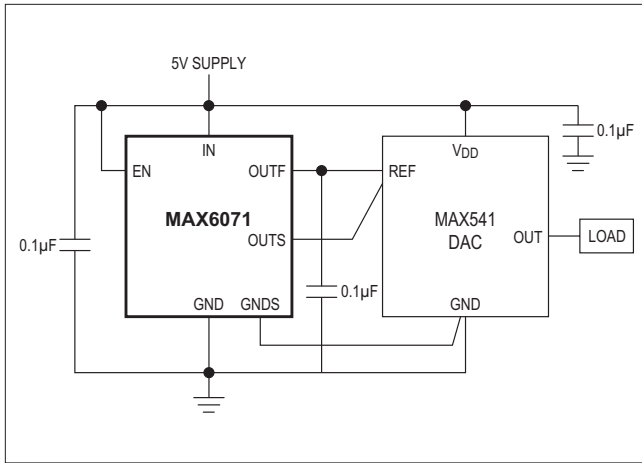 5V SUPPLY
0.1µF
IN
VDD
EN
OUTF
REF
MAX6071
MAX541
DAC
OUT
LOAD
OUTS
0.1µF
0.1µF
GND
GNDS
GND